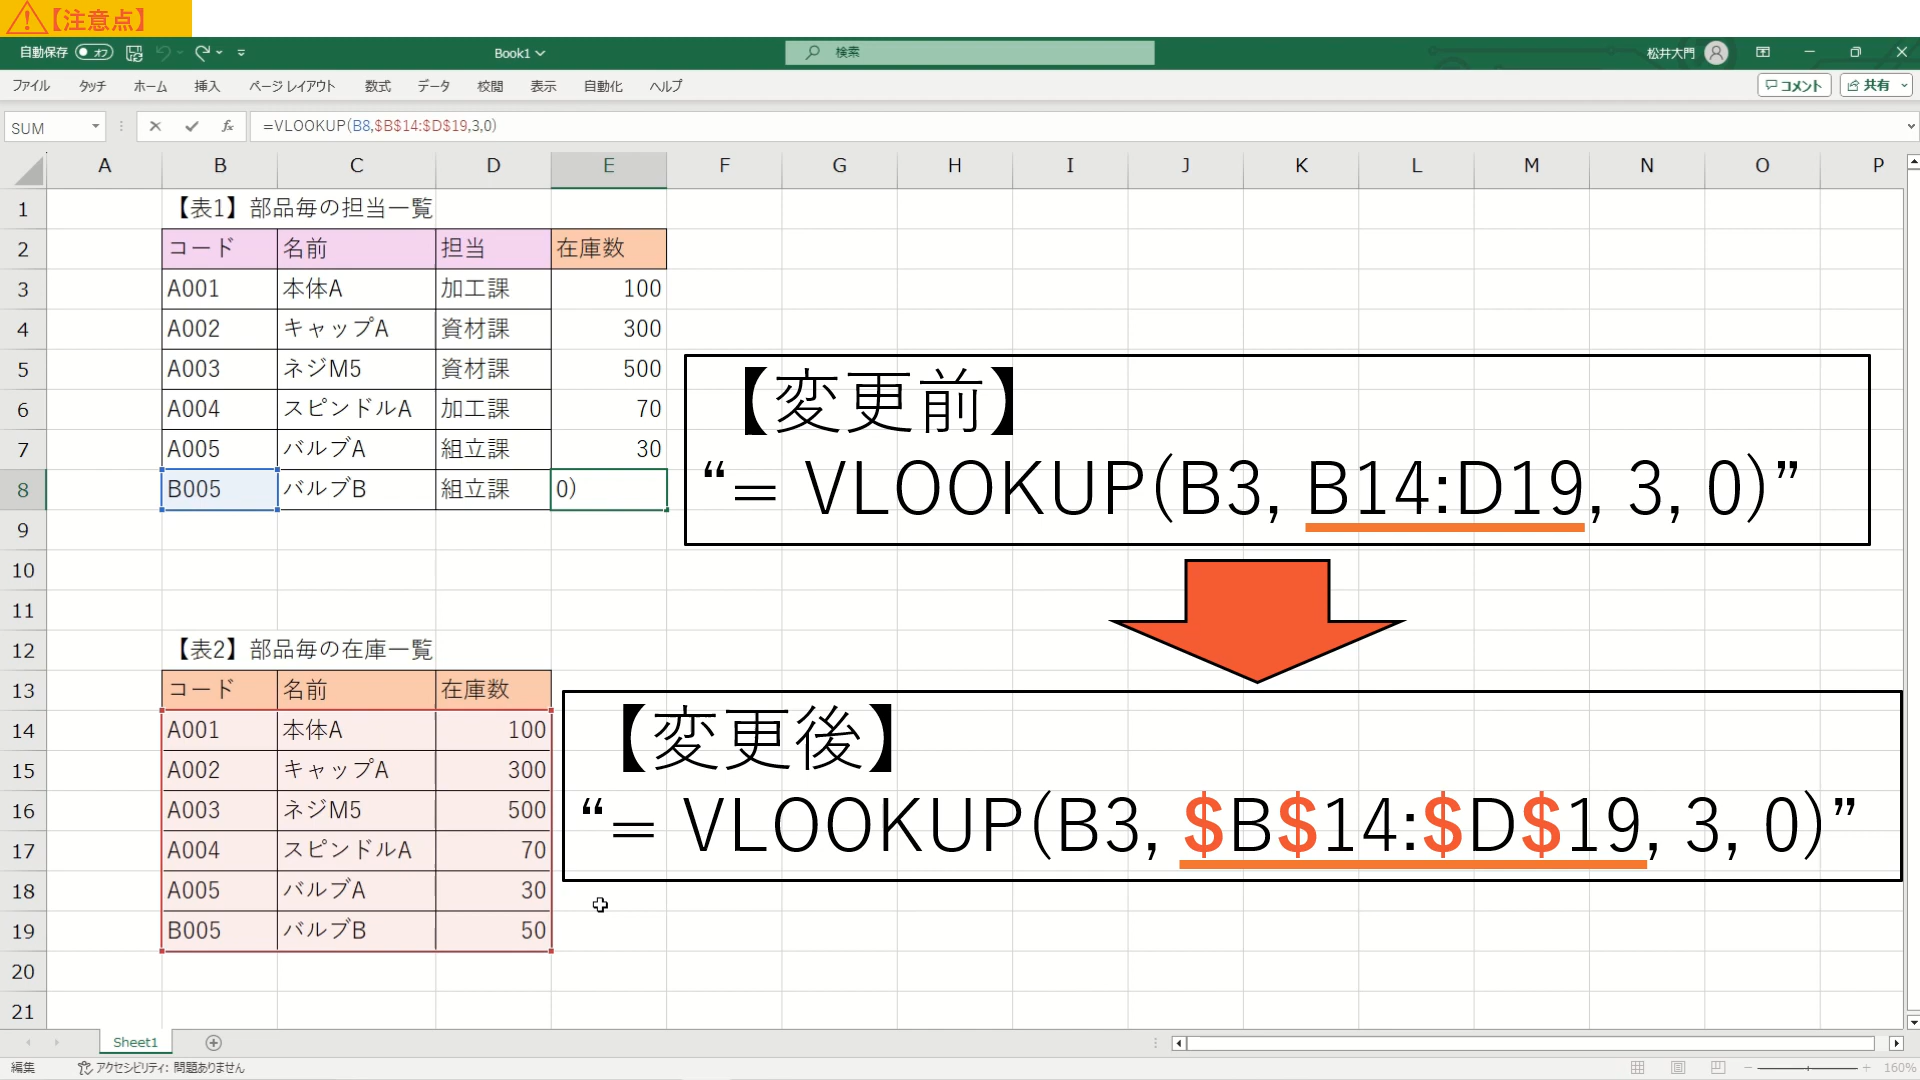 【注意点】
自動保存 オフ Book1 検索 松井大門
ファイル タッチ ホーム 挿入 ページ レイアウト 数式 データ 校閲 表示 自動化 ヘルプ コメント 共有
SUM fx =VLOOKUP(B8,$B$14:$D$19,3,0)
A B C D E F G H I J K L M N O P
1 【表1】部品毎の担当一覧
2 コード 名前 担当 在庫数
3 A001 本体A 加工課 100
4 A002 キャップA 資材課 300
5 A003 ネジM5 資材課 500
6 A004 スピンドルA 加工課 70
7 A005 バルブA 組立課 30
8 B005 バルブB 組立課 0)
【変更前】
“= VLOOKUP(B3, B14:D19, 3, 0)”
9
10
11
12 【表2】部品毎の在庫一覧
13 コード 名前 在庫数
14 A001 本体A 100
15 A002 キャップA 300
16 A003 ネジM5 500
17 A004 スピンドルA 70
18 A005 バルブA 30
19 B005 バルブB 50
【変更後】
“= VLOOKUP(B3, $B$14:$D$19, 3, 0)”
20
21
Sheet1
編集 アクセシビリティ: 問題ありません 160%